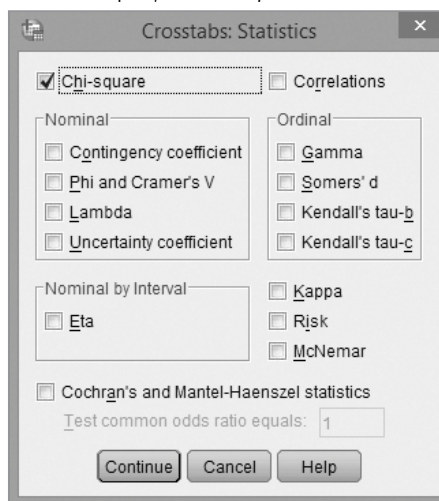 Crosstabs: Statistics
Chi-square
Correlations
Nominal
Contingency coefficient
Phi and Cramer's V
Lambda
Uncertainty coefficient
Ordinal
Gamma
Somers' d
Kendall's tau-b
Kendall's tau-c
Nominal by Interval
Eta
Kappa
Risk
McNemar
Cochran's and Mantel-Haenszel statistics
Test common odds ratio equals: 1
Continue Cancel Help